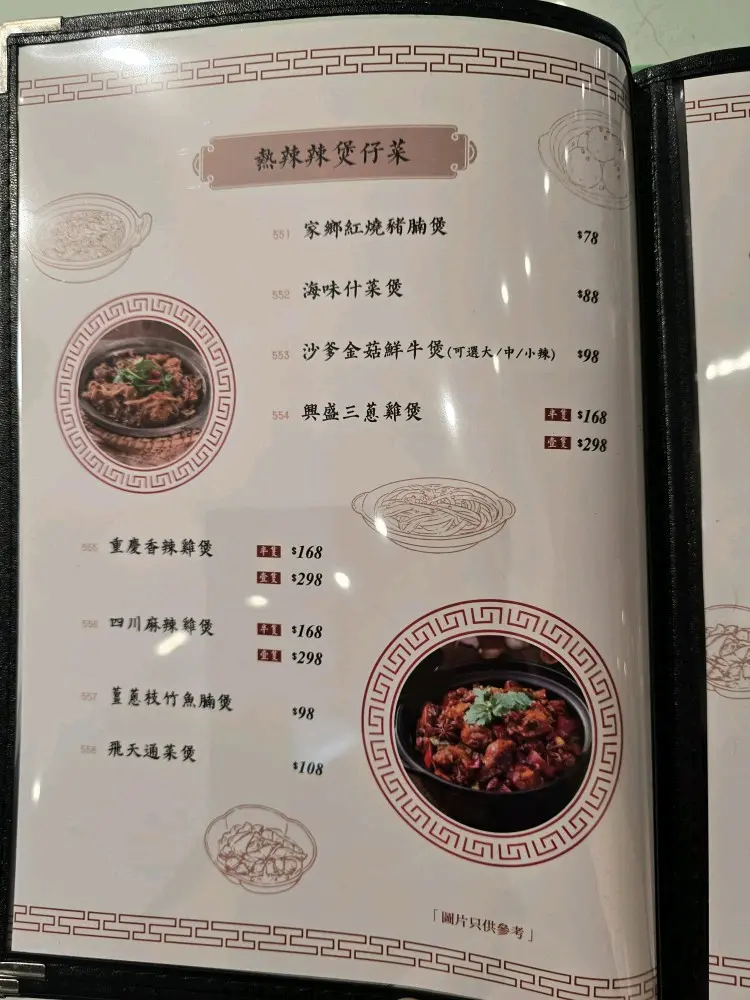 熱辣辣煲仔菜
551 家鄉紅燒豬腩煲 $78
552 海味什菜煲 $88
553 沙爹金菇鮮牛煲(可選大/中/小辣) $98
554 興盛三蔥雞煲 半隻 $168
壹隻 $298
555 重慶香辣雞煲 半隻 $168
壹隻 $298
556 四川麻辣雞煲 半隻 $168
壹隻 $298
557 薑蔥枝竹魚腩煲 $98
558 飛天通菜煲 $108
「圖片只供參考」